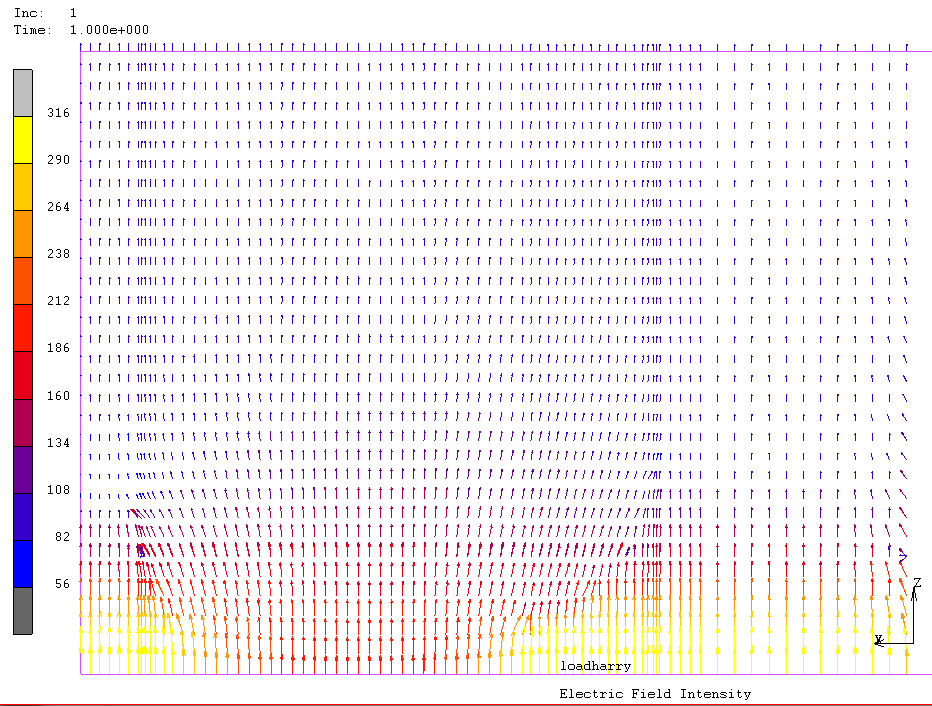 Inc: 1
Time: 1.000e+000
316
290
264
238
212
186
160
134
108
82
56
Z
loadharry
Electric Field Intensity